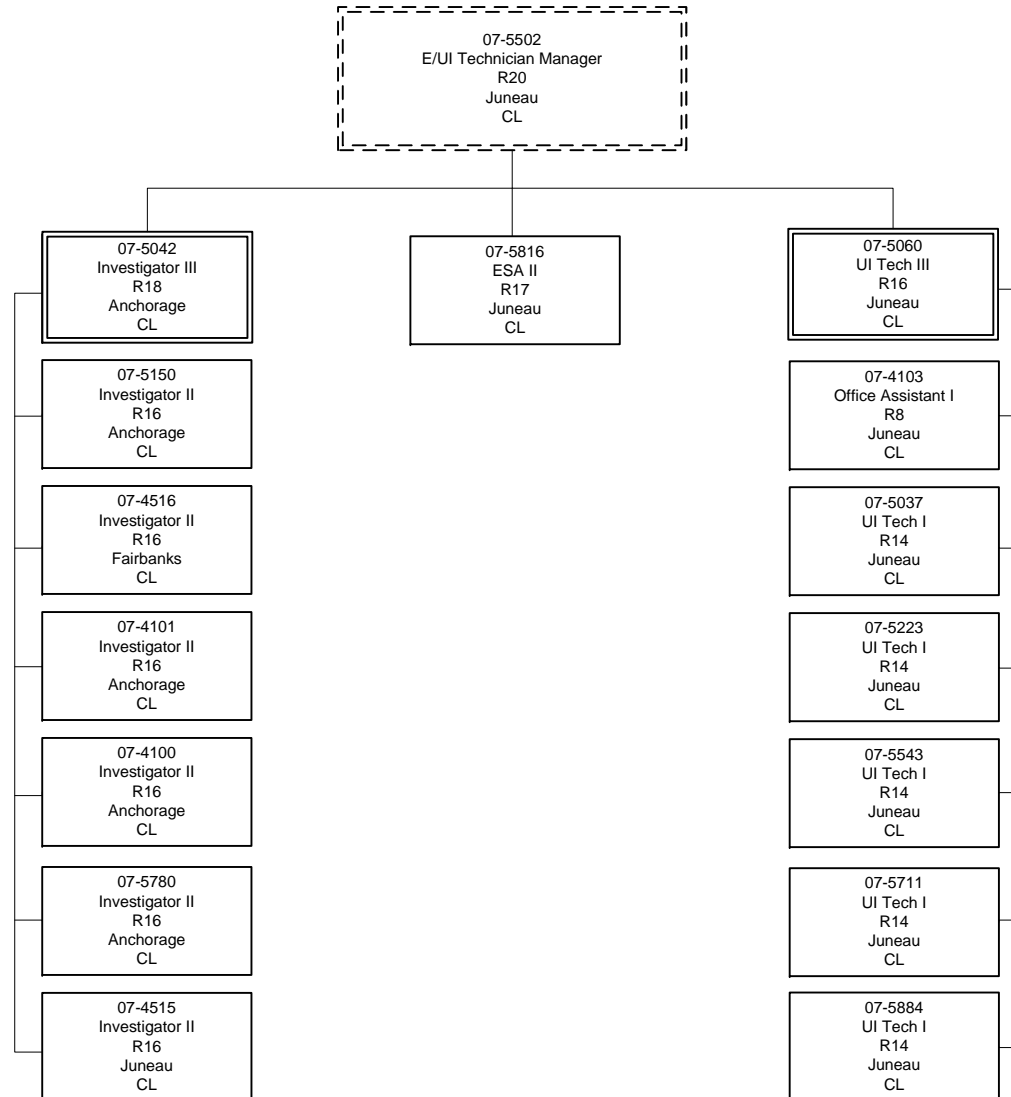 07-5502
E/UI Technician Manager
R20
Juneau
CL
07-5042
Investigator III
R18
Anchorage
CL
07-5816
ESA II
R17
Juneau
CL
07-5060
UI Tech III
R16
Juneau
CL
07-5150
Investigator II
R16
Anchorage
CL
07-4103
Office Assistant I
R8
Juneau
CL
07-4516
Investigator II
R16
Fairbanks
CL
07-5037
UI Tech I
R14
Juneau
CL
07-4101
Investigator II
R16
Anchorage
CL
07-5223
UI Tech I
R14
Juneau
CL
07-4100
Investigator II
R16
Anchorage
CL
07-5543
UI Tech I
R14
Juneau
CL
07-5780
Investigator II
R16
Anchorage
CL
07-5711
UI Tech I
R14
Juneau
CL
07-4515
Investigator II
R16
Juneau
CL
07-5884
UI Tech I
R14
Juneau
CL